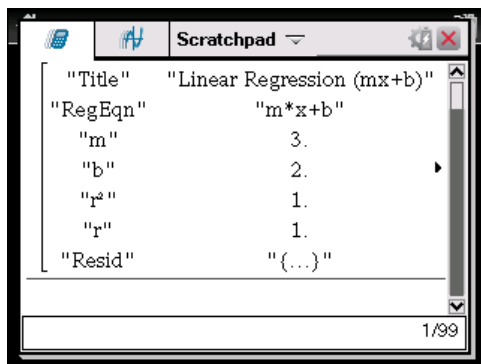 Scratchpad
"Title" "Linear Regression (mx+b)"
"RegEqn" "m*x+b"
"m" 3.
"b" 2.
"r²" 1.
"r" 1.
"Resid" "{...}"
1/99